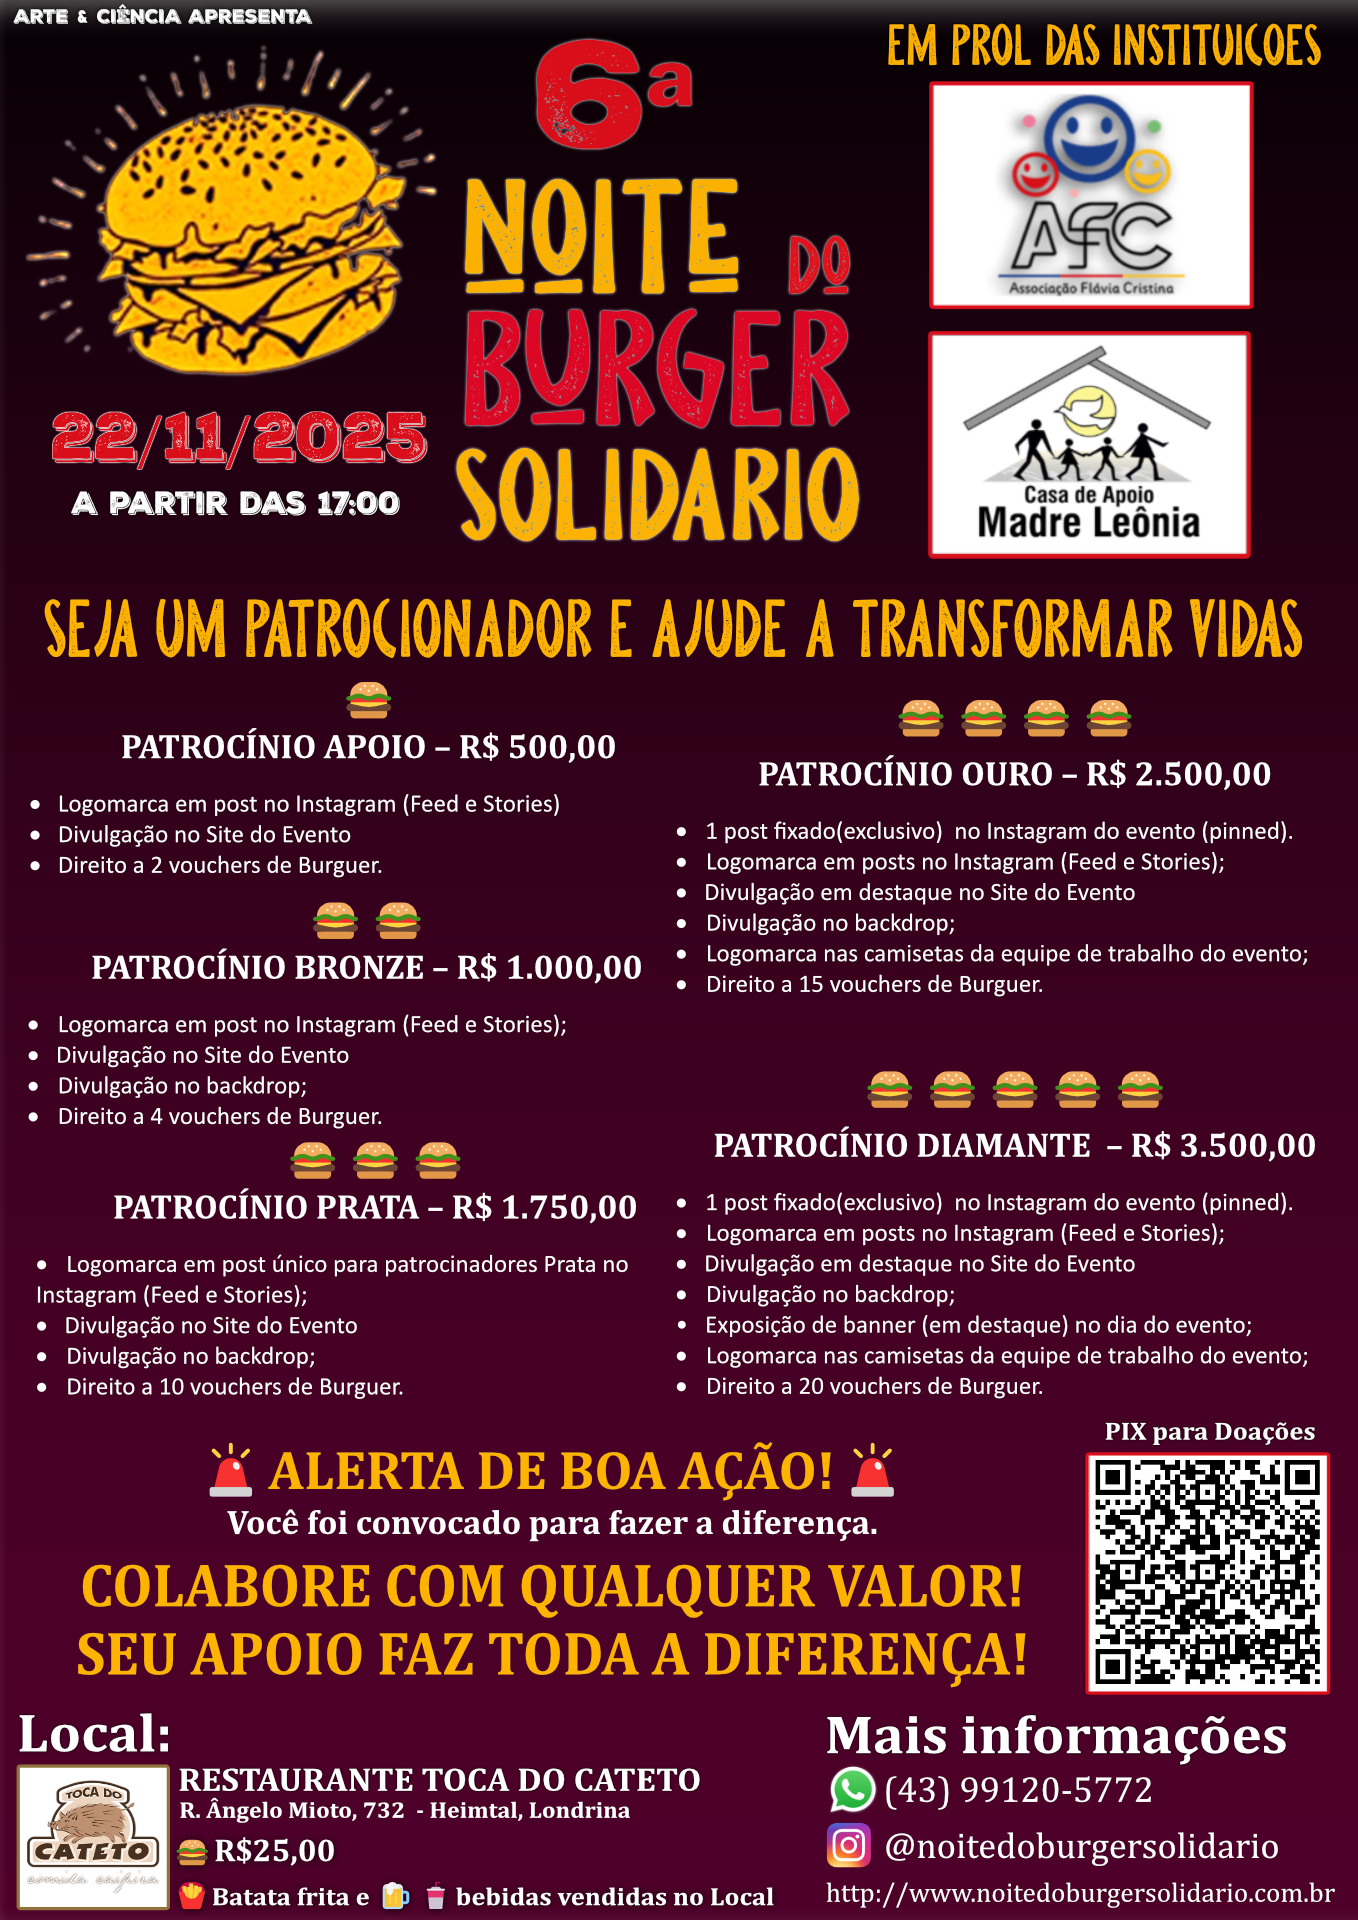 ARTE & CIÊNCIA APRESENTA
6ª
NOITE DO
BURGER
SOLIDARIO
22/11/2025
A PARTIR DAS 17:00
EM PROL DAS INSTITUICOES
AFC
Associação Flávia Cristina
Casa de Apoio
Madre Leônia
SEJA UM PATROCIONADOR E AJUDE A TRANSFORMAR VIDAS
PATROCÍNIO APOIO – R$ 500,00
• Logomarca em post no Instagram (Feed e Stories)
• Divulgação no Site do Evento
• Direito a 2 vouchers de Burguer.
PATROCÍNIO BRONZE – R$ 1.000,00
• Logomarca em post no Instagram (Feed e Stories);
• Divulgação no Site do Evento
• Divulgação no backdrop;
• Direito a 4 vouchers de Burguer.
PATROCÍNIO PRATA – R$ 1.750,00
• Logomarca em post único para patrocinadores Prata no
Instagram (Feed e Stories);
• Divulgação no Site do Evento
• Divulgação no backdrop;
• Direito a 10 vouchers de Burguer.
PATROCÍNIO OURO – R$ 2.500,00
• 1 post fixado(exclusivo) no Instagram do evento (pinned).
• Logomarca em posts no Instagram (Feed e Stories);
• Divulgação em destaque no Site do Evento
• Divulgação no backdrop;
• Logomarca nas camisetas da equipe de trabalho do evento;
• Direito a 15 vouchers de Burguer.
PATROCÍNIO DIAMANTE – R$ 3.500,00
• 1 post fixado(exclusivo) no Instagram do evento (pinned).
• Logomarca em posts no Instagram (Feed e Stories);
• Divulgação em destaque no Site do Evento
• Divulgação no backdrop;
• Exposição de banner (em destaque) no dia do evento;
• Logomarca nas camisetas da equipe de trabalho do evento;
• Direito a 20 vouchers de Burguer.
ALERTA DE BOA AÇÃO!
Você foi convocado para fazer a diferença.
COLABORE COM QUALQUER VALOR!
SEU APOIO FAZ TODA A DIFERENÇA!
PIX para Doações
Local:
TOCA DO
CATETO
comida caipira
RESTAURANTE TOCA DO CATETO
R. Ângelo Mioto, 732 - Heimtal, Londrina
R$25,00
Batata frita e bebidas vendidas no Local
Mais informações
(43) 99120-5772
@noitedoburgersolidario
http://www.noitedoburgersolidario.com.br